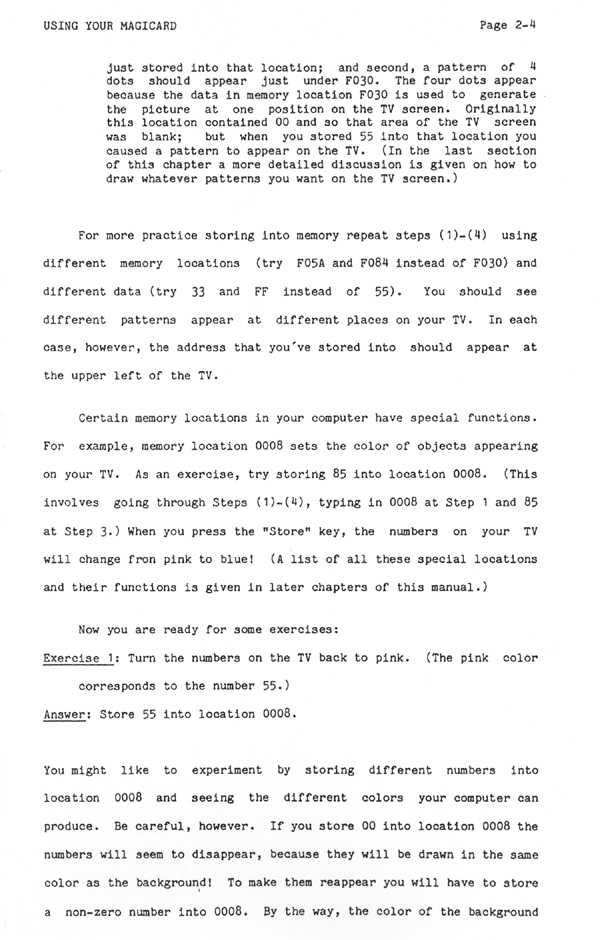 USING YOUR MAGICARD Page 2-4
just stored into that location; and second, a pattern of 4
dots should appear just under F030. The four dots appear
because the data in memory location F030 is used to generate
the picture at one position on the TV screen. Originally
this location contained 00 and so that area of the TV screen
was blank; but when you stored 55 into that location you
caused a pattern to appear on the TV. (In the last section
of this chapter a more detailed discussion is given on how to
draw whatever patterns you want on the TV screen.)
For more practice storing into memory repeat steps (1)-(4) using
different memory locations (try F05A and F084 instead of F030) and
different data (try 33 and FF instead of 55). You should see
different patterns appear at different places on your TV. In each
case, however, the address that you've stored into should appear at
the upper left of the TV.
Certain memory locations in your computer have special functions.
For example, memory location 0008 sets the color of objects appearing
on your TV. As an exercise, try storing 85 into location 0008. (This
involves going through Steps (1)-(4), typing in 0008 at Step 1 and 85
at Step 3.) When you press the "Store" key, the numbers on your TV
will change fron pink to blue! (A list of all these special locations
and their functions is given in later chapters of this manual.)
Now you are ready for some exercises:
Exercise 1: Turn the numbers on the TV back to pink. (The pink color
corresponds to the number 55.)
Answer: Store 55 into location 0008.
You might like to experiment by storing different numbers into
location 0008 and seeing the different colors your computer can
produce. Be careful, however. If you store 00 into location 0008 the
numbers will seem to disappear, because they will be drawn in the same
color as the background! To make them reappear you will have to store
a non-zero number into 0008. By the way, the color of the background